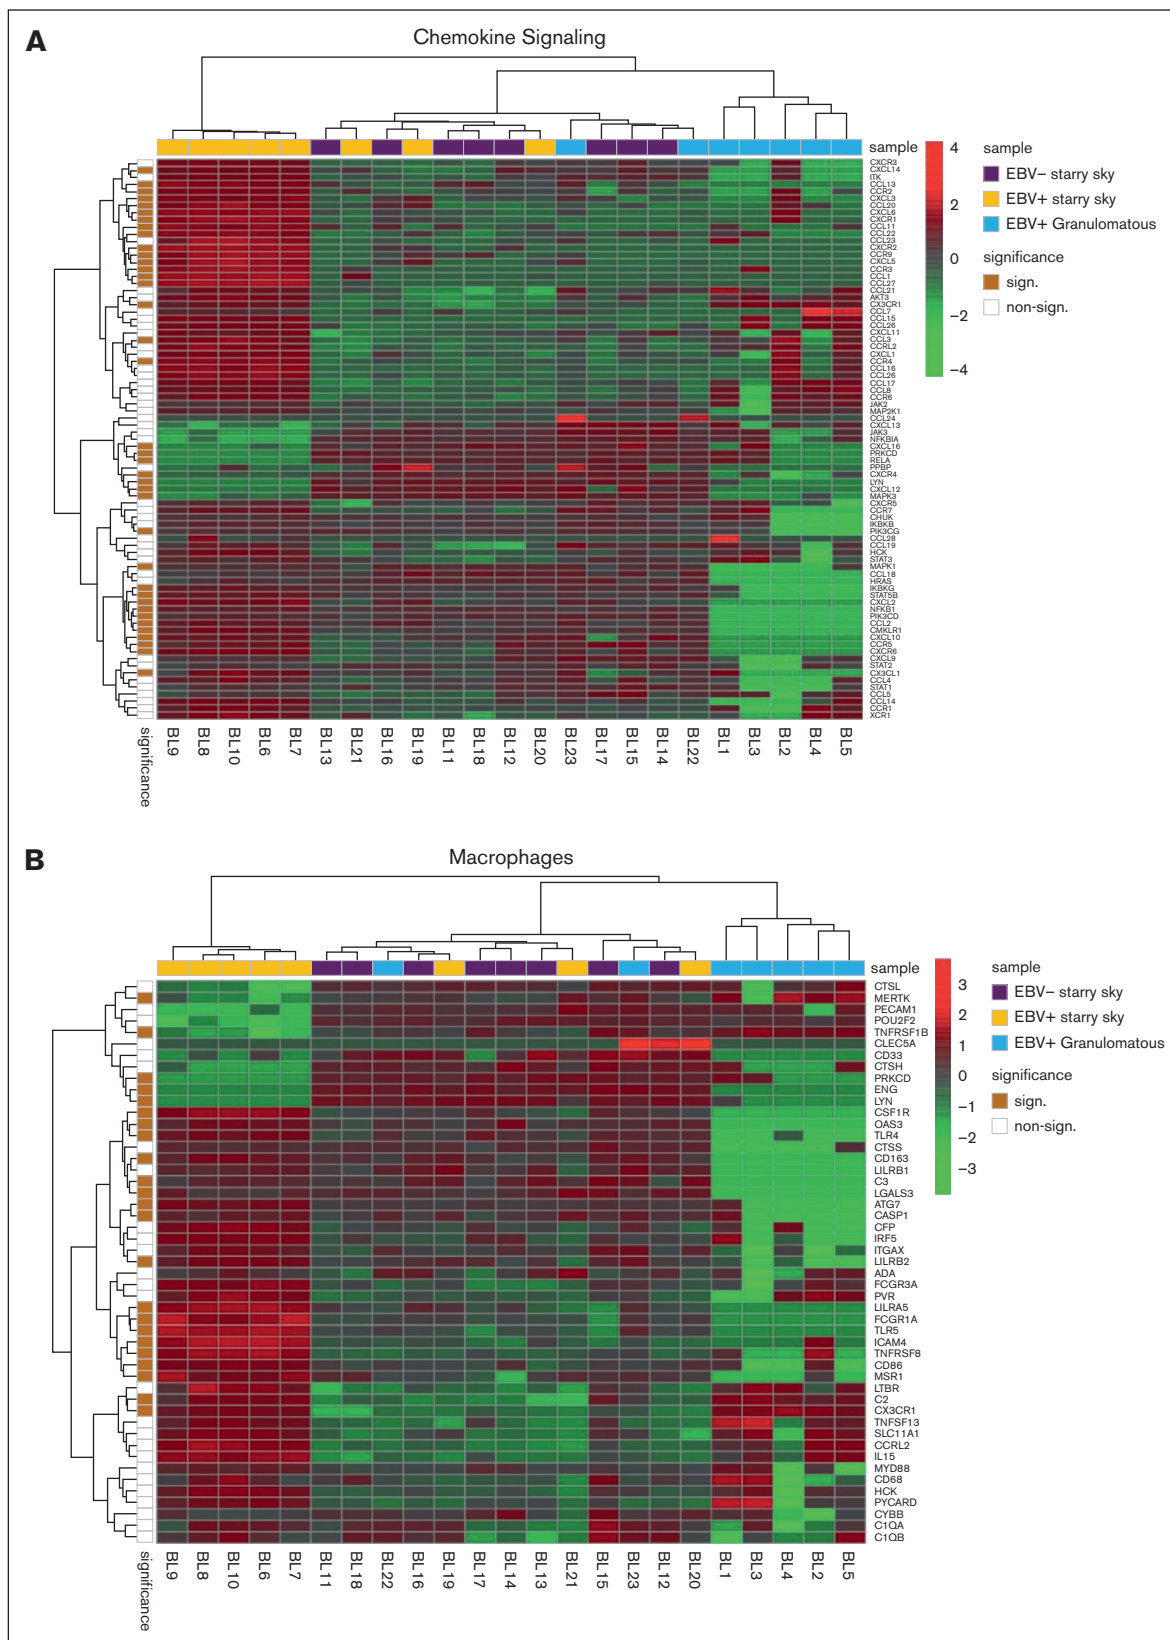 A
Chemokine Signaling
CXCR3
CXCL14
ITK
CCL13
CCR2
CXCL3
CCL20
CXCL6
CXCR1
CCL11
CCL22
CCL23
CXCR2
CCR9
CXCL5
CCR3
CCL1
CCL27
CCL21
AKT3
CX3CR1
CCL7
CCL15
CCL26
CXCL11
CCL3
CCRL2
CXCL1
CCR4
CCL16
CCL26
CCL17
CCL8
CCR6
JAK2
MAP2K1
CCL24
CXCL13
JAK3
NFKBIA
CXCL16
PRKCD
RELA
PPBP
CXCR4
LYN
CXCL12
MAPK3
CXCR5
CCR7
CHUK
IKBKB
PIK3CG
CCL28
CCL19
HCK
STAT3
MAPK1
CCL18
HRAS
IKBKG
STAT5B
CXCL2
NFKB1
PIK3CD
CCL2
CMKLR1
CXCL10
CCR5
CXCR6
CXCL9
STAT2
CX3CL1
CCL4
STAT1
CCL5
CCL14
CCR1
XCR1
significance
BL9
BL8
BL10
BL6
BL7
BL13
BL21
BL16
BL19
BL11
BL18
BL12
BL20
BL23
BL17
BL15
BL14
BL22
BL1
BL3
BL2
BL4
BL5
sample
4
2
0
−2
−4
sample
EBV− starry sky
EBV+ starry sky
EBV+ Granulomatous
significance
sign.
non-sign.
B
Macrophages
CTSL
MERTK
PECAM1
POU2F2
TNFRSF1B
CLEC5A
CD33
CTSH
PRKCD
ENG
LYN
CSF1R
OAS3
TLR4
CTSS
CD163
LILRB1
C3
LGALS3
ATG7
CASP1
CFP
IRF5
ITGAX
LILRB2
ADA
FCGR3A
PVR
LILRA5
FCGR1A
TLR5
ICAM4
TNFRSF8
CD86
MSR1
LTBR
C2
CX3CR1
TNFSF13
SLC11A1
CCRL2
IL15
MYD88
CD68
HCK
PYCARD
CYBB
C1QA
C1QB
significance
BL9
BL8
BL10
BL6
BL7
BL11
BL18
BL22
BL16
BL19
BL17
BL14
BL13
BL21
BL15
BL23
BL12
BL20
BL1
BL3
BL4
BL2
BL5
sample
3
2
1
0
−1
−2
−3
sample
EBV− starry sky
EBV+ starry sky
EBV+ Granulomatous
significance
sign.
non-sign.